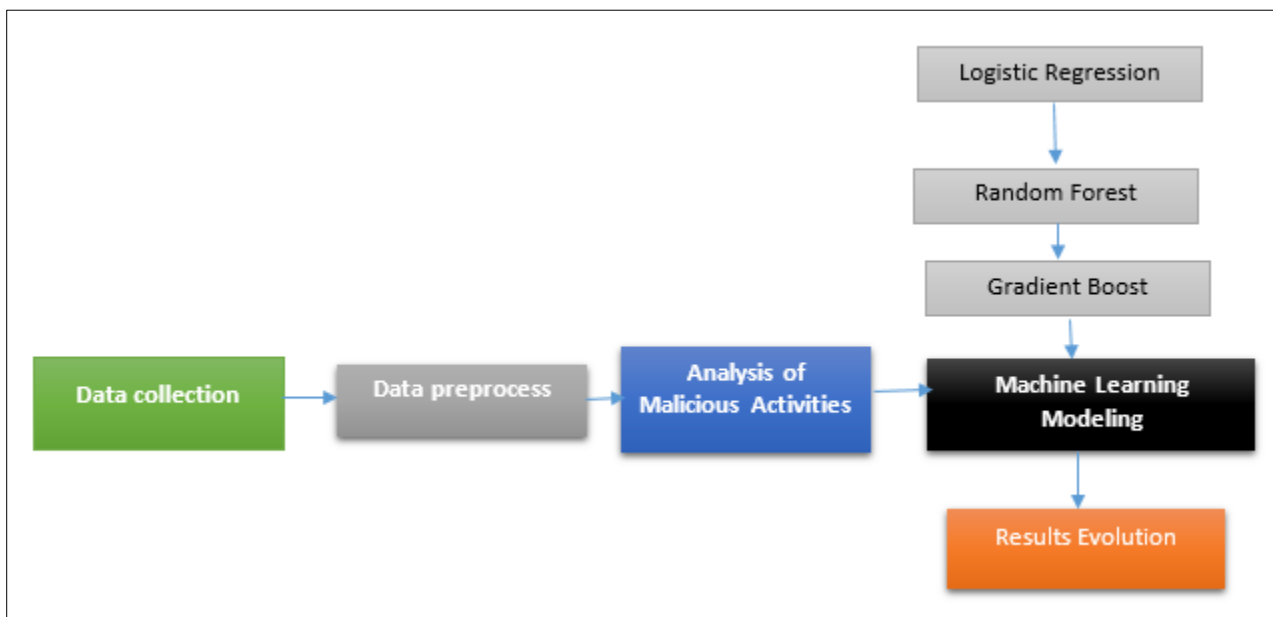 Logistic Regression
Random Forest
Gradient Boost
Data collection
Data preprocess
Analysis of
Malicious Activities
Machine Learning
Modeling
Results Evolution